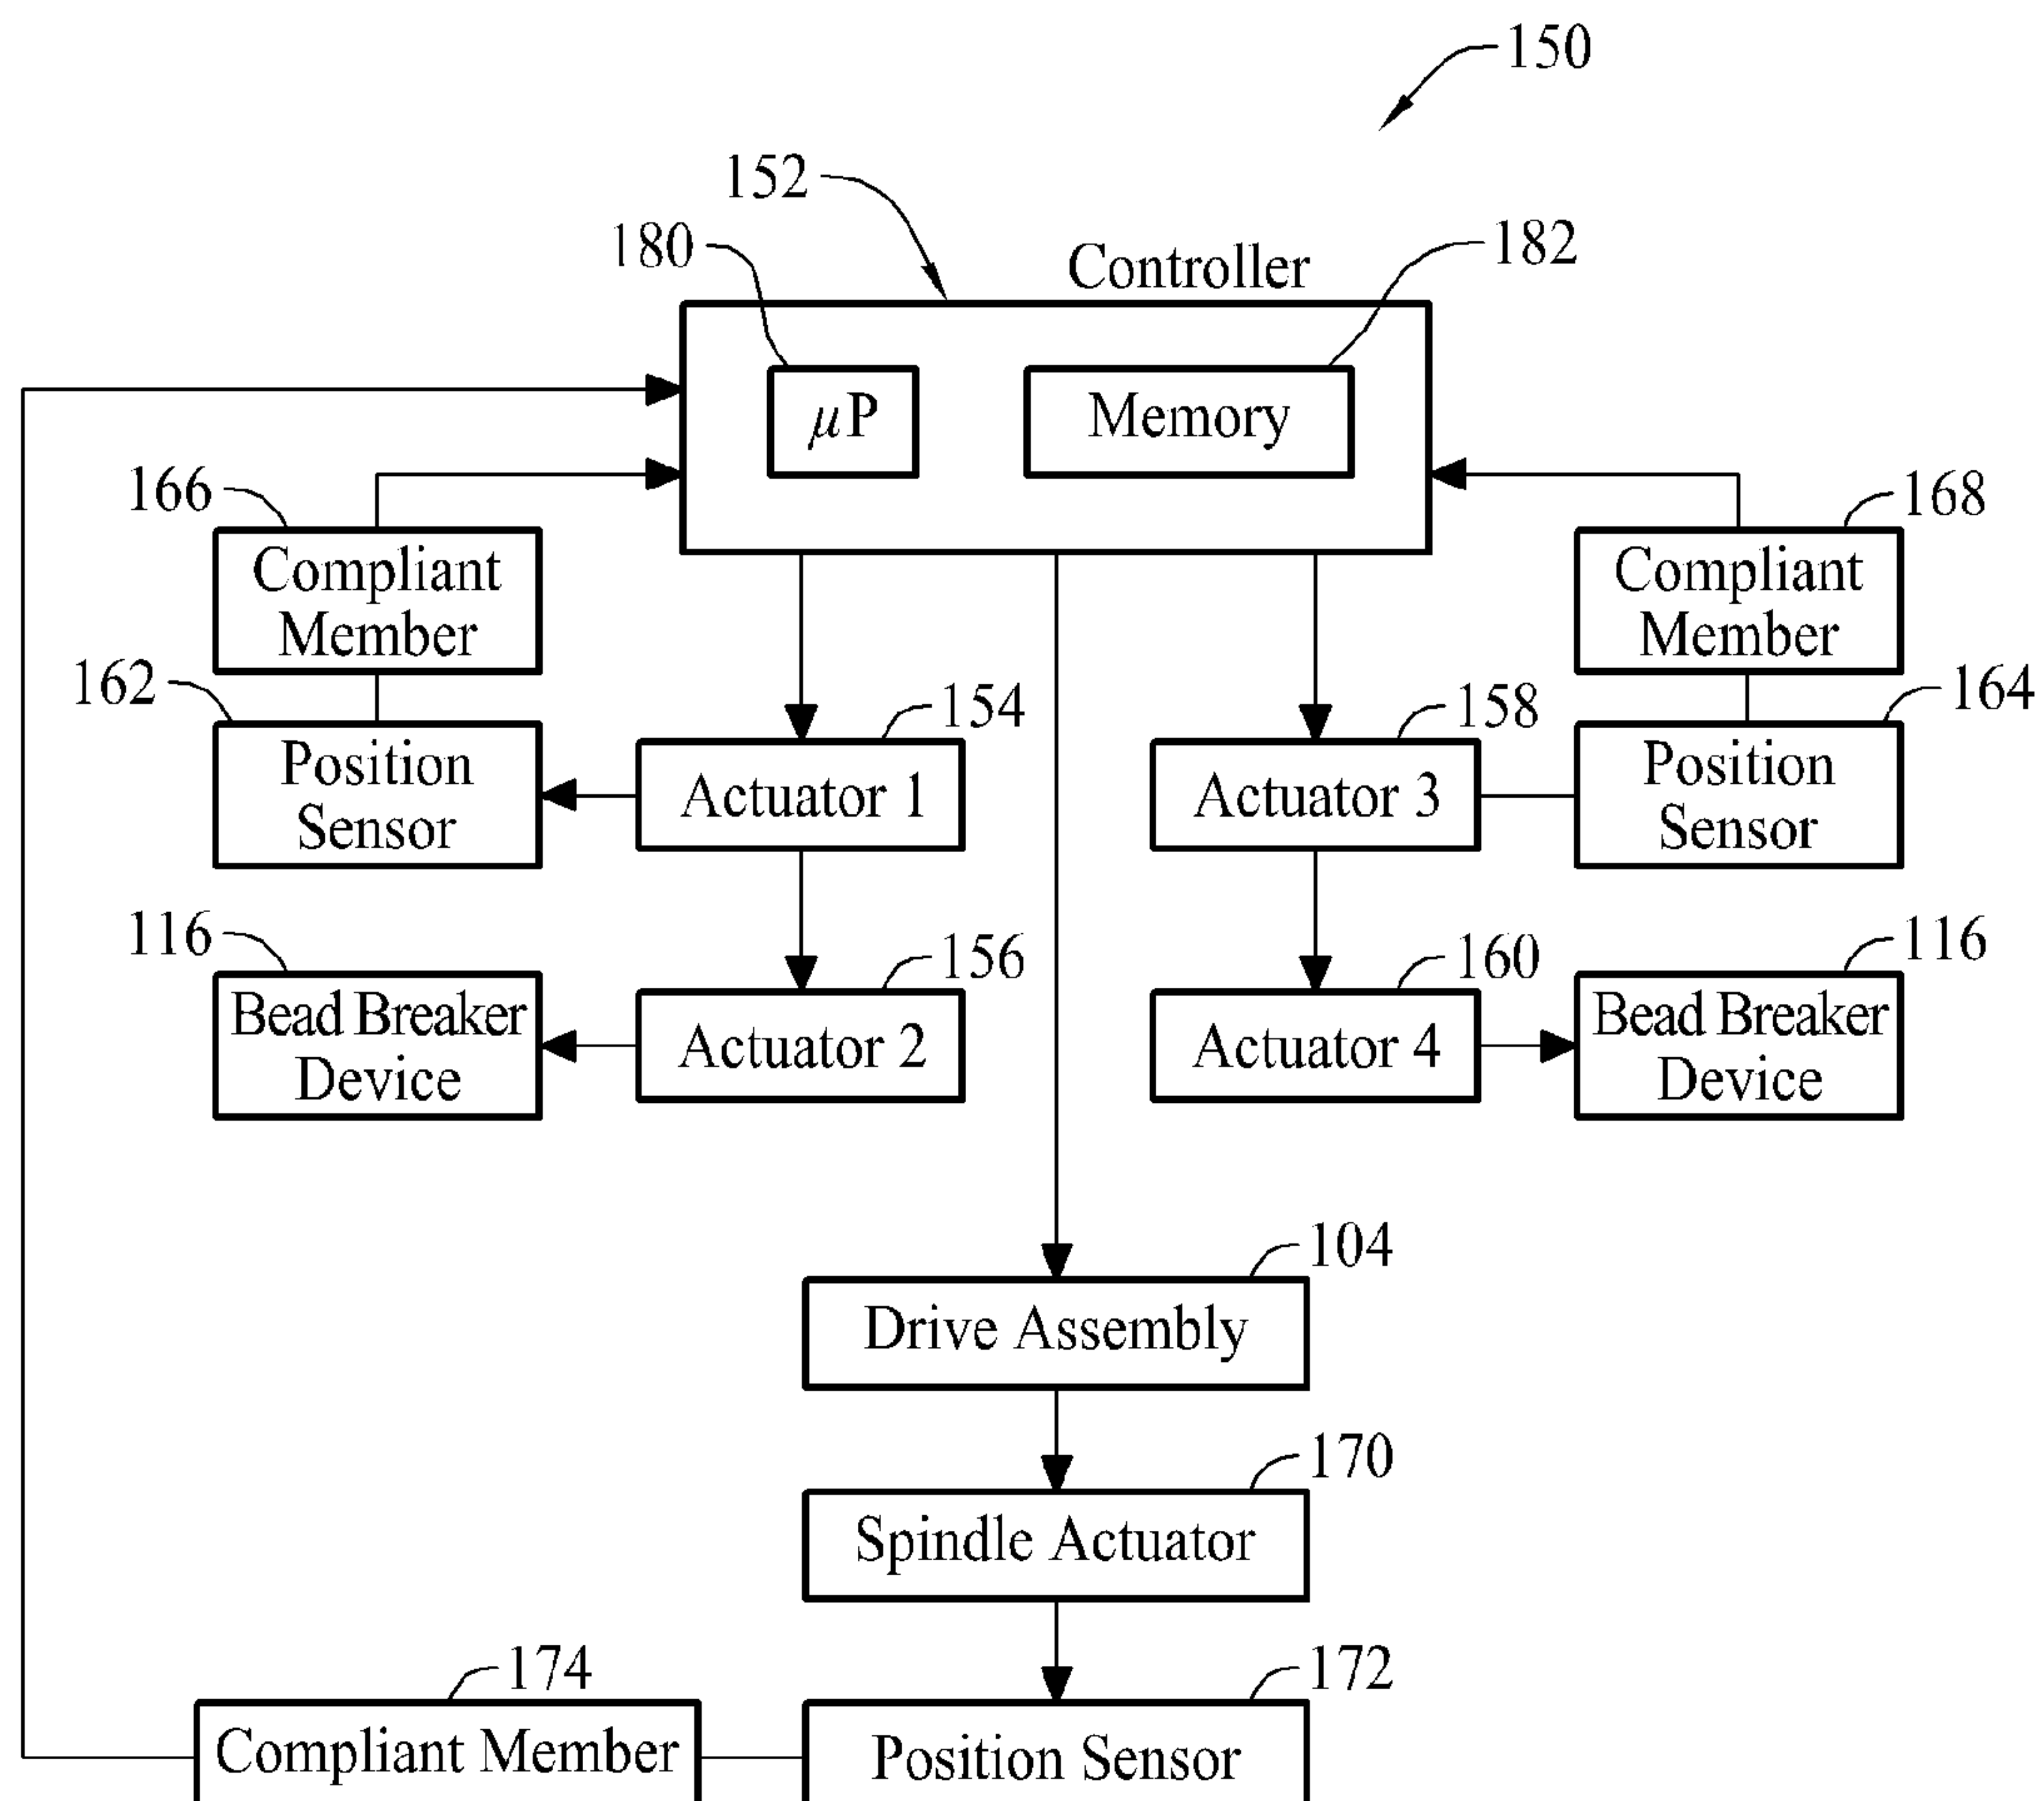 150
152
180
Controller
182
μP
Memory
166
168
Compliant
Member
Compliant
Member
162
154
158
164
Position
Sensor
Actuator 1
Actuator 3
Position
Sensor
116
156
160
116
Bead Breaker
Device
Actuator 2
Actuator 4
Bead Breaker
Device
104
Drive Assembly
170
Spindle Actuator
174
172
Compliant Member
Position Sensor